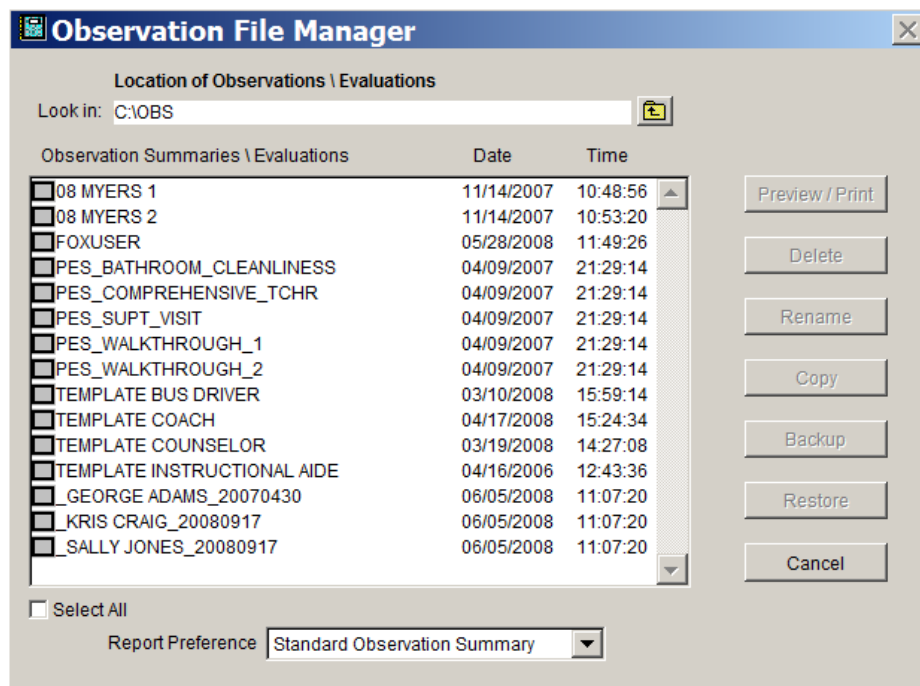 Observation File Manager
Location of Observations \ Evaluations
Look in: C:\OBS
Observation Summaries \ Evaluations Date Time
08 MYERS 1 11/14/2007 10:48:56
08 MYERS 2 11/14/2007 10:53:20
FOXUSER 05/28/2008 11:49:26
PES_BATHROOM_CLEANLINESS 04/09/2007 21:29:14
PES_COMPREHENSIVE_TCHR 04/09/2007 21:29:14
PES_SUPT_VISIT 04/09/2007 21:29:14
PES_WALKTHROUGH_1 04/09/2007 21:29:14
PES_WALKTHROUGH_2 04/09/2007 21:29:14
TEMPLATE BUS DRIVER 03/10/2008 15:59:14
TEMPLATE COACH 04/17/2008 15:24:34
TEMPLATE COUNSELOR 03/19/2008 14:27:08
TEMPLATE INSTRUCTIONAL AIDE 04/16/2006 12:43:36
_GEORGE ADAMS_20070430 06/05/2008 11:07:20
_KRIS CRAIG_20080917 06/05/2008 11:07:20
_SALLY JONES_20080917 06/05/2008 11:07:20
Preview / Print
Delete
Rename
Copy
Backup
Restore
Cancel
Select All
Report Preference Standard Observation Summary